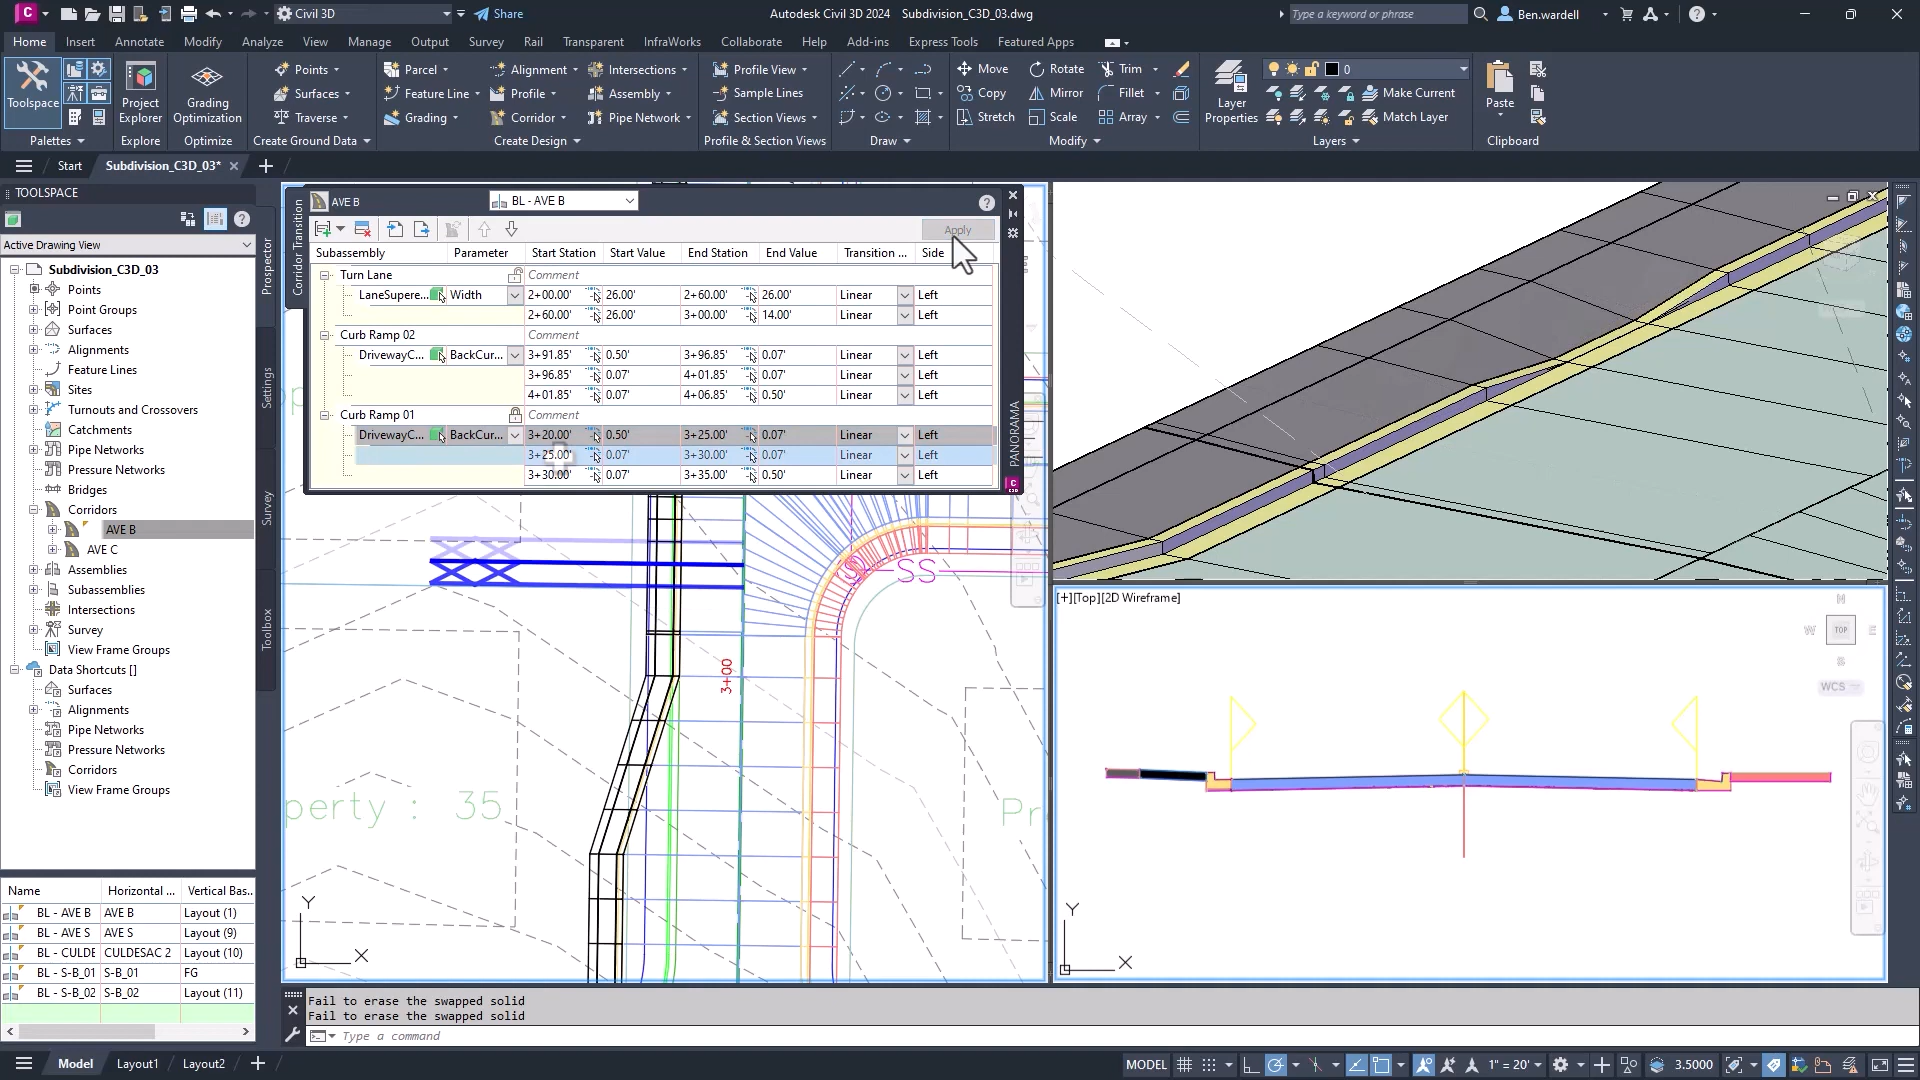 C
Civil 3D
Share
Autodesk Civil 3D 2024 Subdivision_C3D_03.dwg
Type a keyword or phrase
Ben.wardell
Home Insert Annotate Modify Analyze View Manage Output Survey Rail Transparent InfraWorks Collaborate Help Add-ins Express Tools Featured Apps
Toolspace
Project Explorer
Grading Optimization
Points
Surfaces
Traverse
Parcel
Feature Line
Grading
Alignment
Profile
Corridor
Intersections
Assembly
Pipe Network
Profile View
Sample Lines
Section Views
Move
Copy
Stretch
Rotate
Mirror
Scale
Trim
Fillet
Array
Layer Properties
0
Make Current
Match Layer
Paste
Palettes Explore Optimize Create Ground Data Create Design Profile & Section Views Draw Modify Layers Clipboard
Start Subdivision_C3D_03*
TOOLSPACE
Active Drawing View
Subdivision_C3D_03
Points
Point Groups
Surfaces
Alignments
Feature Lines
Sites
Turnouts and Crossovers
Catchments
Pipe Networks
Pressure Networks
Bridges
Corridors
AVE B
AVE C
Assemblies
Subassemblies
Intersections
Survey
View Frame Groups
Data Shortcuts []
Surfaces
Alignments
Pipe Networks
Pressure Networks
Corridors
View Frame Groups
Prospector
Settings
Survey
Toolbox
Name Horizontal ... Vertical Bas..
BL - AVE B AVE B Layout (1)
BL - AVE S AVE S Layout (9)
BL - CULDE CULDESAC 2 Layout (10)
BL - S-B_01 S-B_01 FG
BL - S-B_02 S-B_02 Layout (11)
Corridor Transition
AVE B
BL - AVE B
Apply
Subassembly Parameter Start Station Start Value End Station End Value Transition ... Side
Turn Lane Comment
LaneSupere... Width 2+00.00' 26.00' 2+60.00' 26.00' Linear Left
2+60.00' 26.00' 3+00.00' 14.00' Linear Left
Curb Ramp 02 Comment
DrivewayC... BackCur... 3+91.85' 0.50' 3+96.85' 0.07' Linear Left
3+96.85' 0.07' 4+01.85' 0.07' Linear Left
4+01.85' 0.07' 4+06.85' 0.50' Linear Left
Curb Ramp 01 Comment
DrivewayC... BackCur... 3+20.00' 0.50' 3+25.00' 0.07' Linear Left
3+25.00' 0.07' 3+30.00' 0.07' Linear Left
3+30.00' 0.07' 3+35.00' 0.50' Linear Left
PANORAMA
SS
3+00
perty : 35
Pr
Y
X
[+][Top][2D Wireframe]
N
W TOP E
S
WCS
Y
X
Fail to erase the swapped solid
Fail to erase the swapped solid
Type a command
Model Layout1 Layout2
MODEL
1" = 20'
3.5000